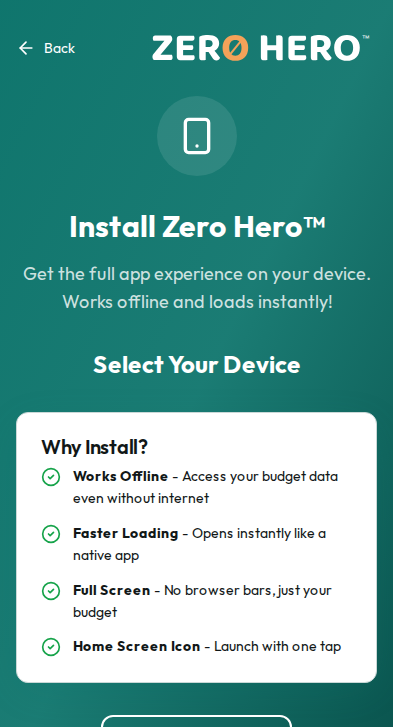 Back
ZERO HERO™
Install Zero Hero™
Get the full app experience on your device.
Works offline and loads instantly!
Select Your Device
Why Install?
Works Offline - Access your budget data
even without internet
Faster Loading - Opens instantly like a
native app
Full Screen - No browser bars, just your
budget
Home Screen Icon - Launch with one tap